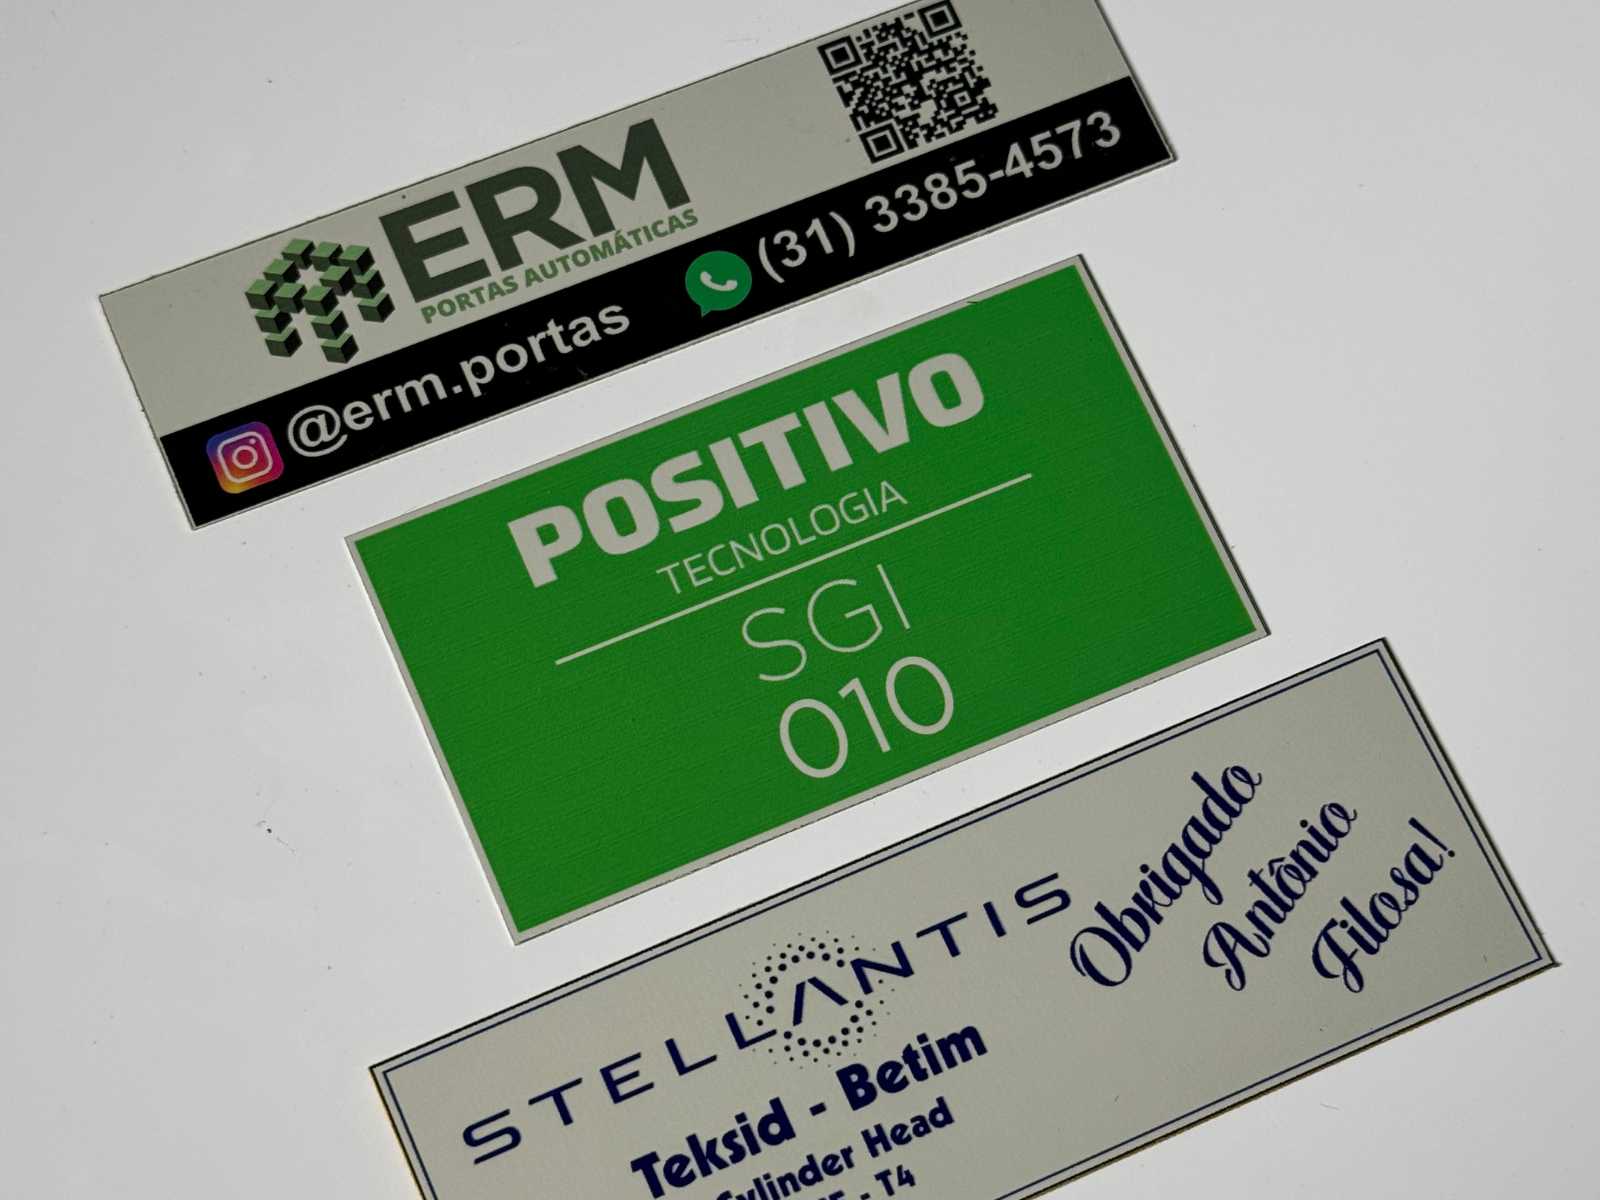 ERM
PORTAS AUTOMÁTICAS
@erm.portas
(31) 3385-4573
POSITIVO
TECNOLOGIA
SGI
010
STELLANTIS
Teksid - Betim
Cylinder Head
- T4
Obrigado
Antônio
Filosa!